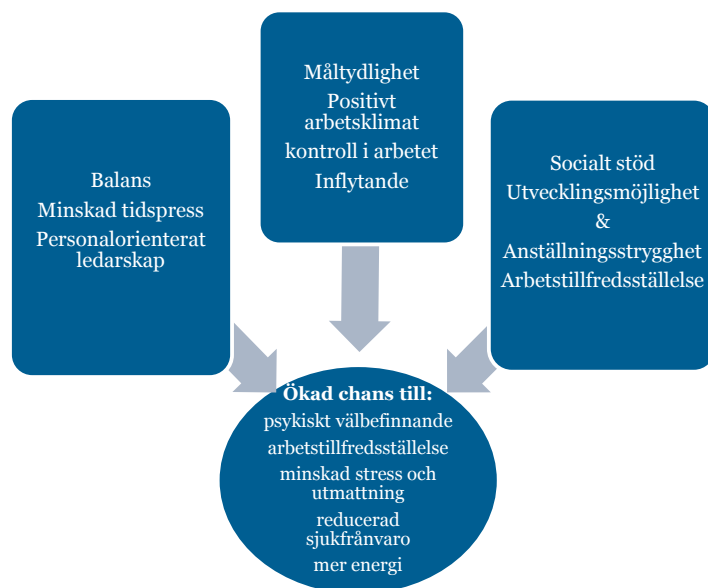 Balans
Minskad tidspress
Personalorienterat
ledarskap
Måltydlighet
Positivt
arbetsklimat
kontroll i arbetet
Inflytande
Socialt stöd
Utvecklingsmöjlighet
&
Anställningstrygghet
Arbetstillfredsställelse
Ökad chans till:
psykiskt välbefinnande
arbetstillfredsställelse
minskad stress och
utmattning
reducerad
sjukfrånvaro
mer energi